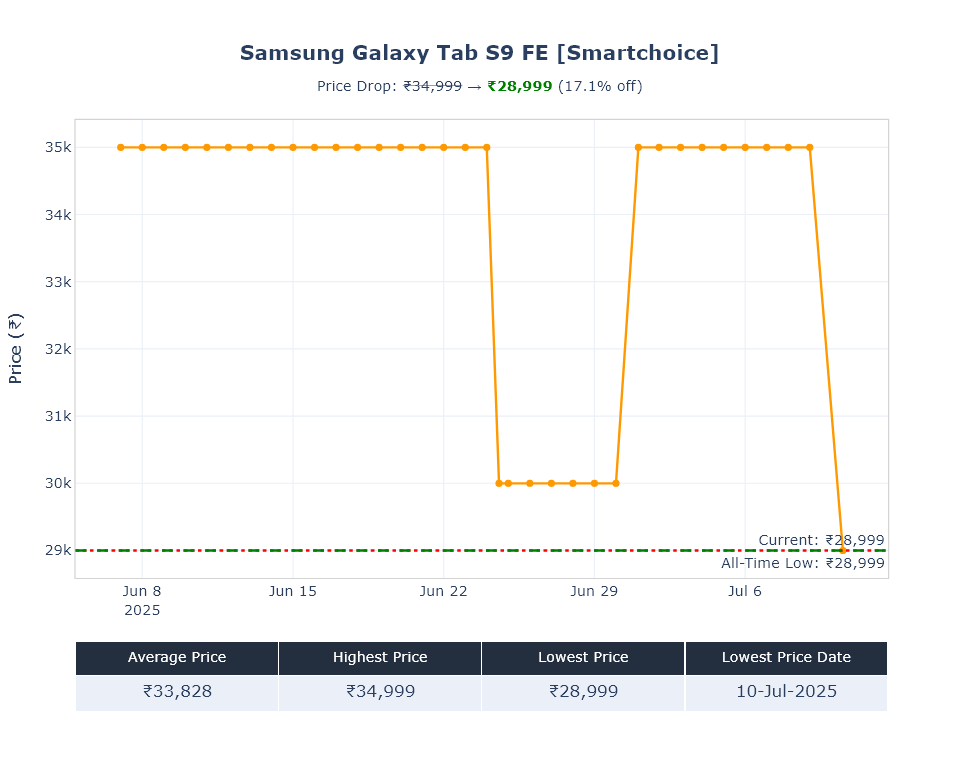 Samsung Galaxy Tab S9 FE [Smartchoice]
Price Drop: ₹34,999 → ₹28,999 (17.1% off)
Price (₹)
35k
34k
33k
32k
31k
30k
29k
Current: ₹28,999
All-Time Low: ₹28,999
Jun 8 Jun 15 Jun 22 Jun 29 Jul 6
2025
Average Price Highest Price Lowest Price Lowest Price Date
₹33,828 ₹34,999 ₹28,999 10-Jul-2025